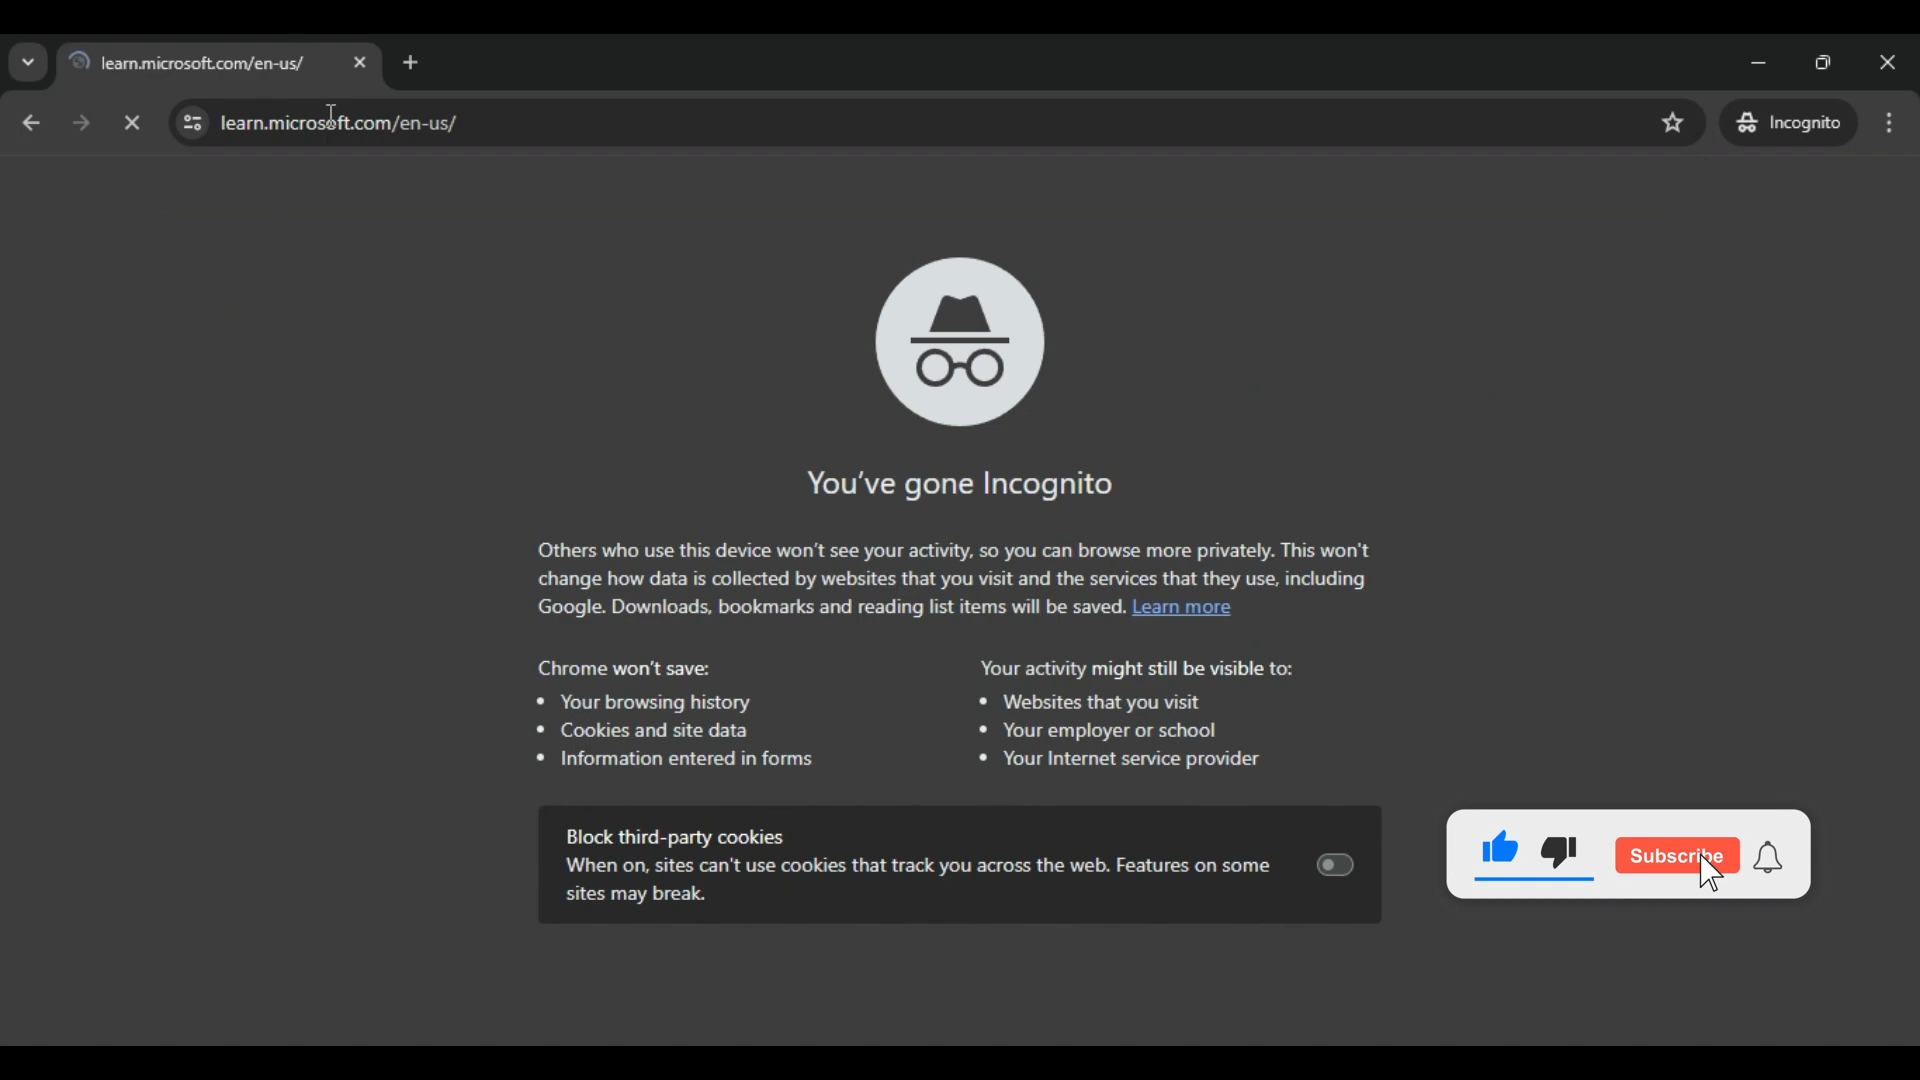 learn.microsoft.com/en-us/
learn.microsoft.com/en-us/
Incognito
You've gone Incognito
Others who use this device won't see your activity, so you can browse more privately. This won't
change how data is collected by websites that you visit and the services that they use, including
Google. Downloads, bookmarks and reading list items will be saved. Learn more
Chrome won't save:
• Your browsing history
• Cookies and site data
• Information entered in forms
Your activity might still be visible to:
• Websites that you visit
• Your employer or school
• Your Internet service provider
Block third-party cookies
When on, sites can't use cookies that track you across the web. Features on some
sites may break.
Subscribe